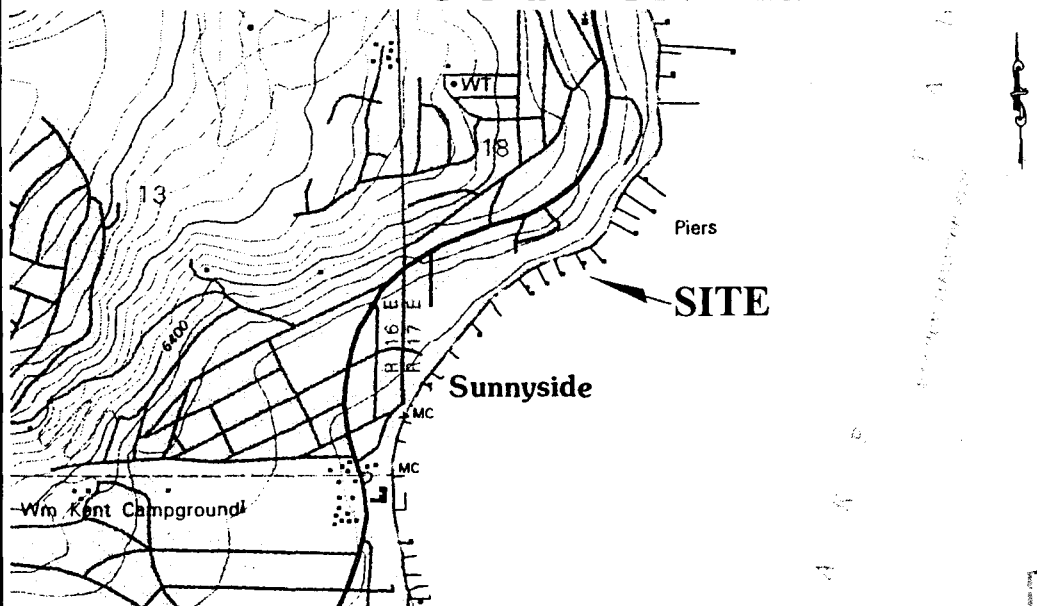 WT
18
13
Piers
SITE
R 16 E
R 17 E
6400
Sunnyside
MC
MC
Wm Kent Campground